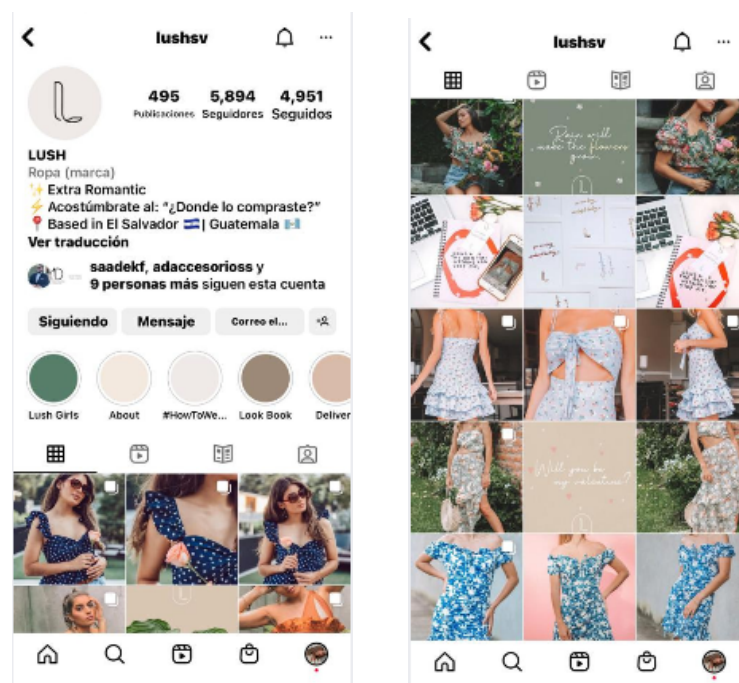 lushsv
495 5,894 4,951
Publicaciones Seguidores Seguidos
LUSH
Ropa (marca)
✨ Extra Romantic
⚡ Acostúmbrate al: "¿Donde lo compraste?"
📍 Based in El Salvador 🇸🇻| Guatemala 🇬🇹
Ver traducción
saadekf, adaccesorioss y
9 personas más siguen esta cuenta
Siguiendo Mensaje Correo el...
Lush Girls About #HowToWe... Look Book Deliver
lushsv
Rain will
make the flowers
grow.
Will you be
my valentine?